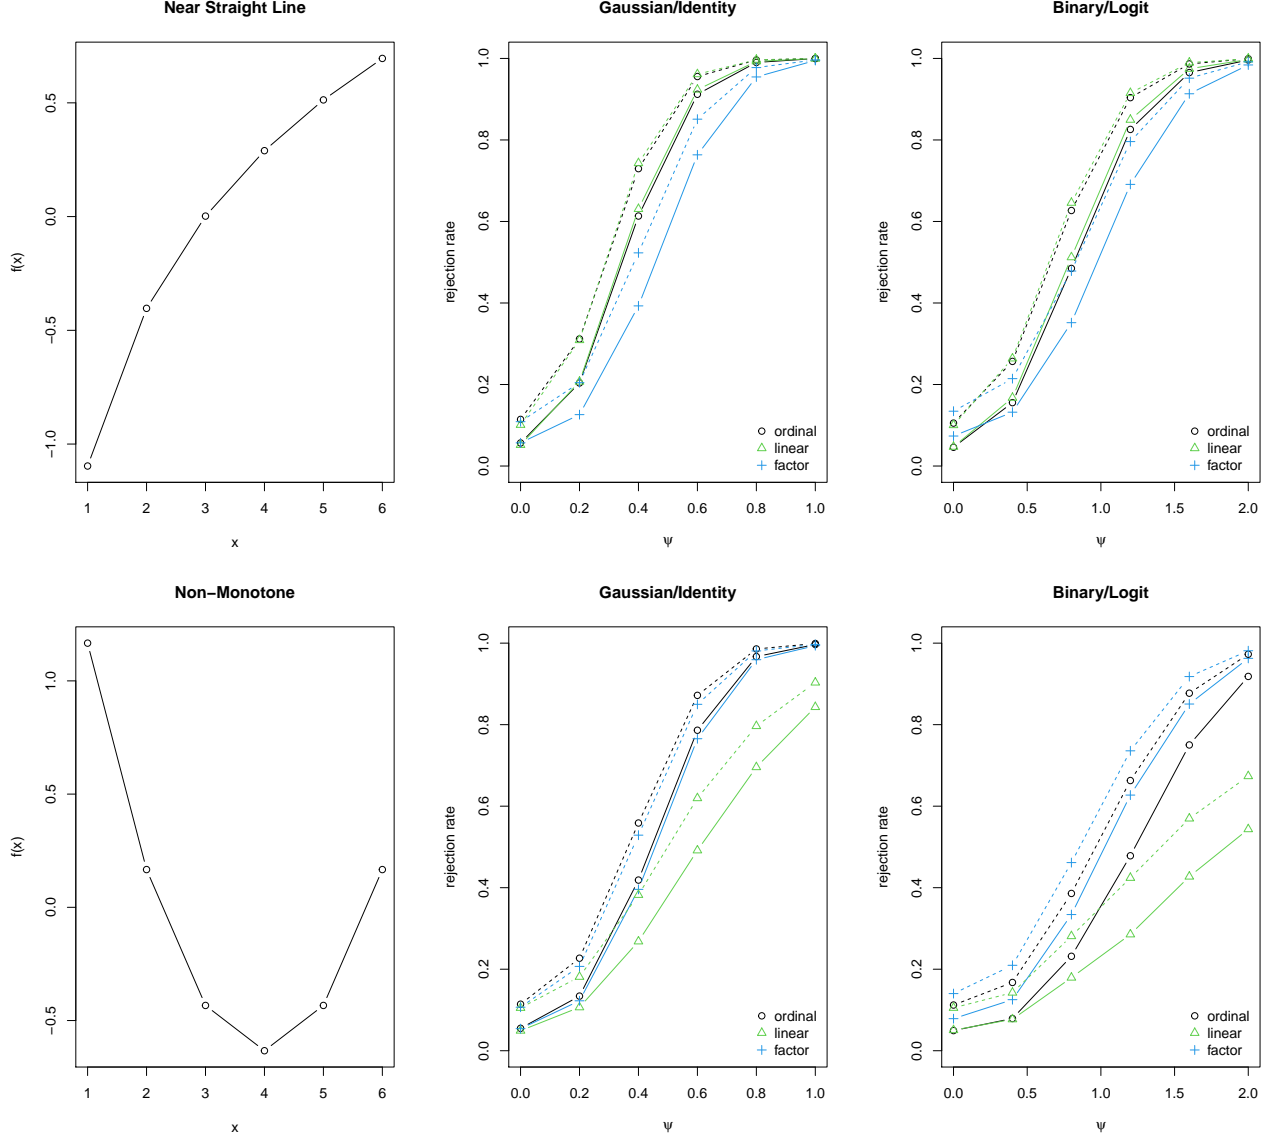 Near Straight Line
f(x)
0.5
0.0
−0.5
−1.0
1 2 3 4 5 6
x
Gaussian/Identity
rejection rate
1.0
0.8
0.6
0.4
0.2
0.0
ordinal
linear
factor
0.0 0.2 0.4 0.6 0.8 1.0
ψ
Binary/Logit
rejection rate
1.0
0.8
0.6
0.4
0.2
0.0
ordinal
linear
factor
0.0 0.5 1.0 1.5 2.0
ψ
Non−Monotone
f(x)
1.0
0.5
0.0
−0.5
1 2 3 4 5 6
x
Gaussian/Identity
rejection rate
1.0
0.8
0.6
0.4
0.2
0.0
ordinal
linear
factor
0.0 0.2 0.4 0.6 0.8 1.0
ψ
Binary/Logit
rejection rate
1.0
0.8
0.6
0.4
0.2
0.0
ordinal
linear
factor
0.0 0.5 1.0 1.5 2.0
ψ